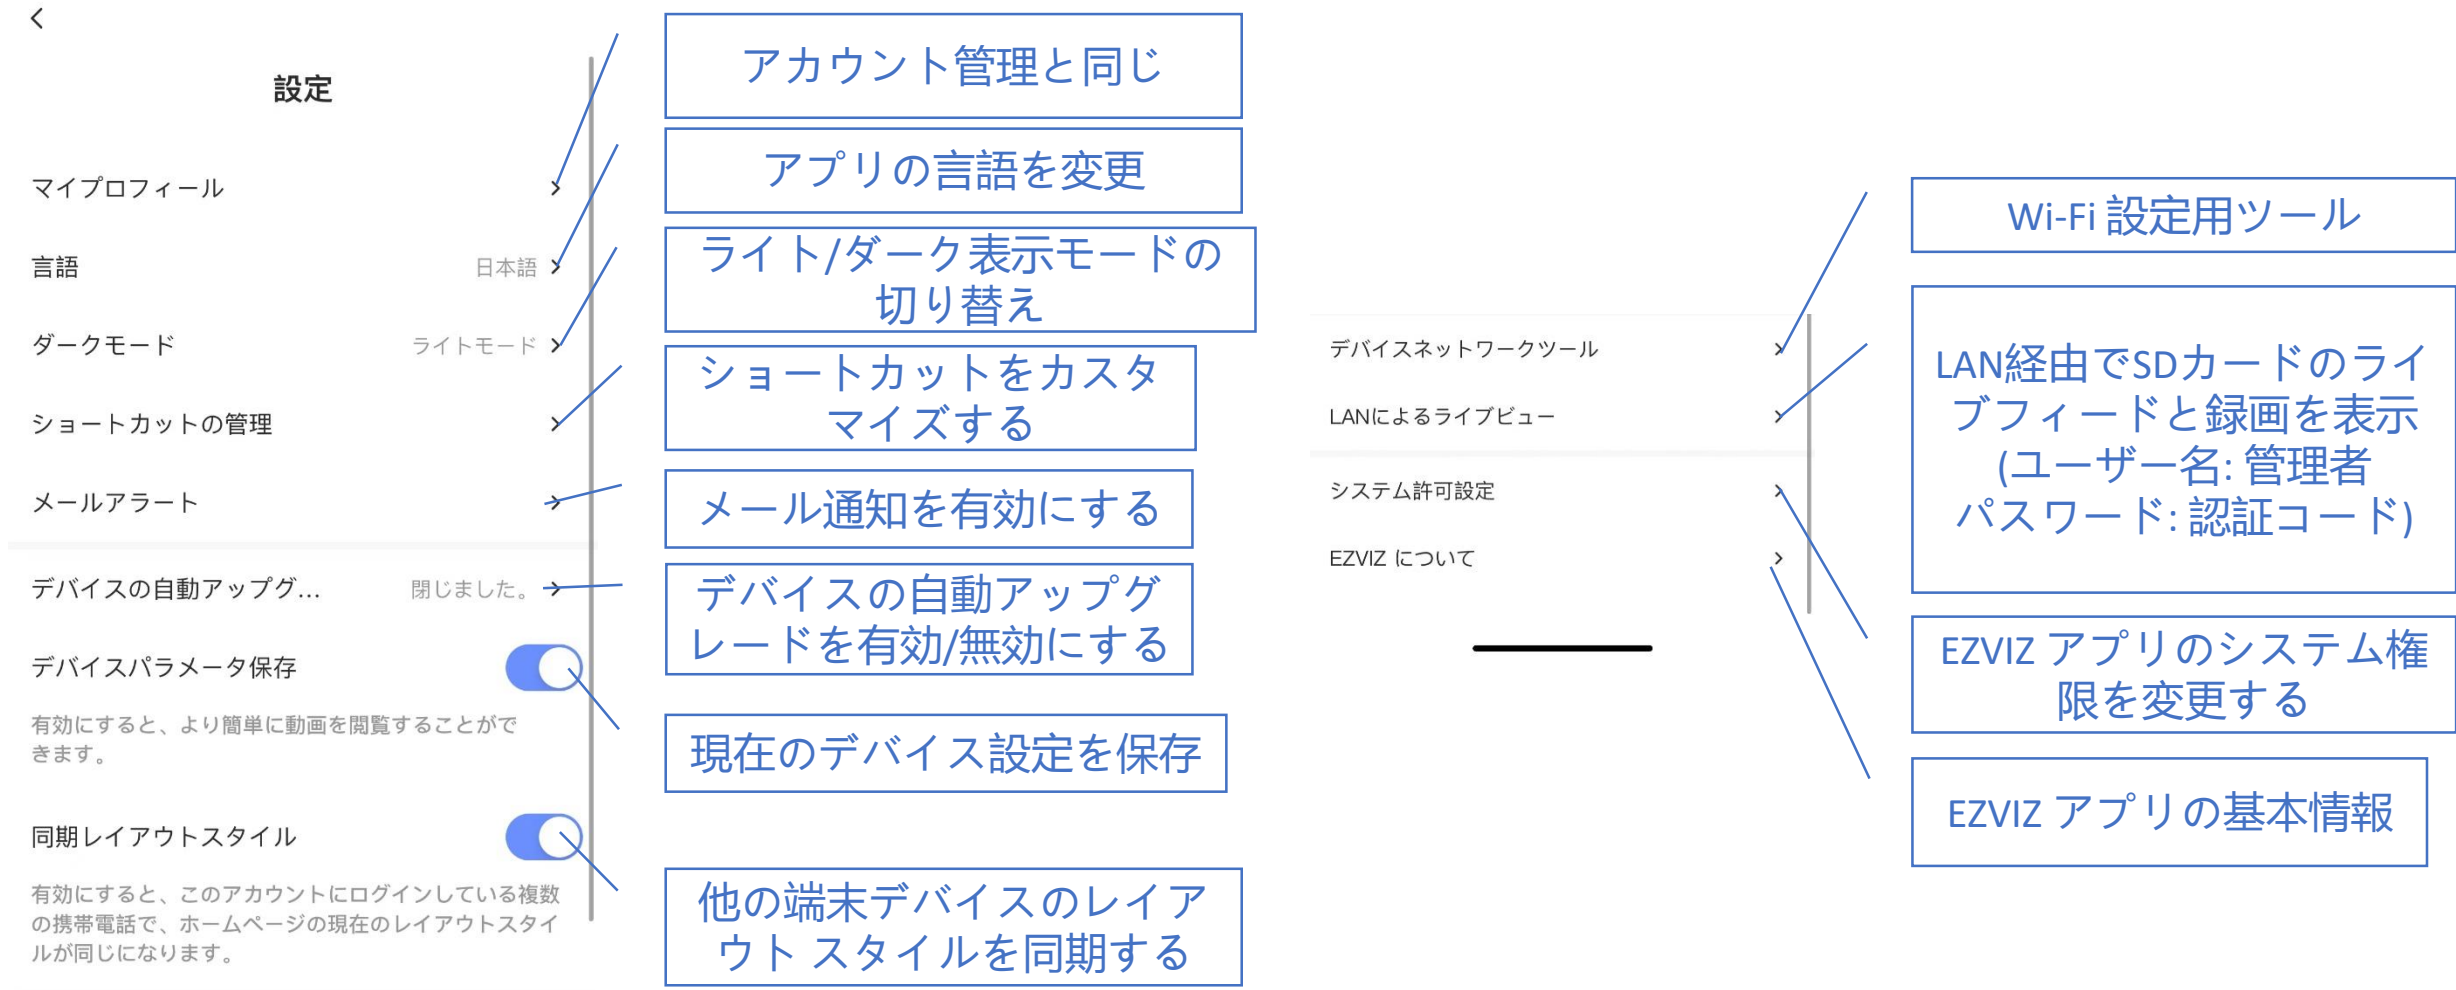 設定
マイプロフィール
言語
日本語
ダークモード
ライトモード
ショートカットの管理
メールアラート
デバイスの自動アップグ...
閉じました。
デバイスパラメータ保存
有効にすると、より簡単に動画を閲覧することがで
きます。
同期レイアウトスタイル
有効にすると、このアカウントにログインしている複数
の携帯電話で、ホームページの現在のレイアウトスタイ
ルが同じになります。
アカウント管理と同じ
アプリの言語を変更
ライト/ダーク表示モードの
切り替え
ショートカットをカスタ
マイズする
メール通知を有効にする
デバイスの自動アップグ
レードを有効/無効にする
現在のデバイス設定を保存
他の端末デバイスのレイア
ウト スタイルを同期する
デバイスネットワークツール
LANによるライブビュー
システム許可設定
EZVIZ について
Wi-Fi 設定用ツール
LAN経由でSDカードのライ
ブフィードと録画を表示
(ユーザー名: 管理者
パスワード: 認証コード)
EZVIZ アプリのシステム権
限を変更する
EZVIZ アプリの基本情報